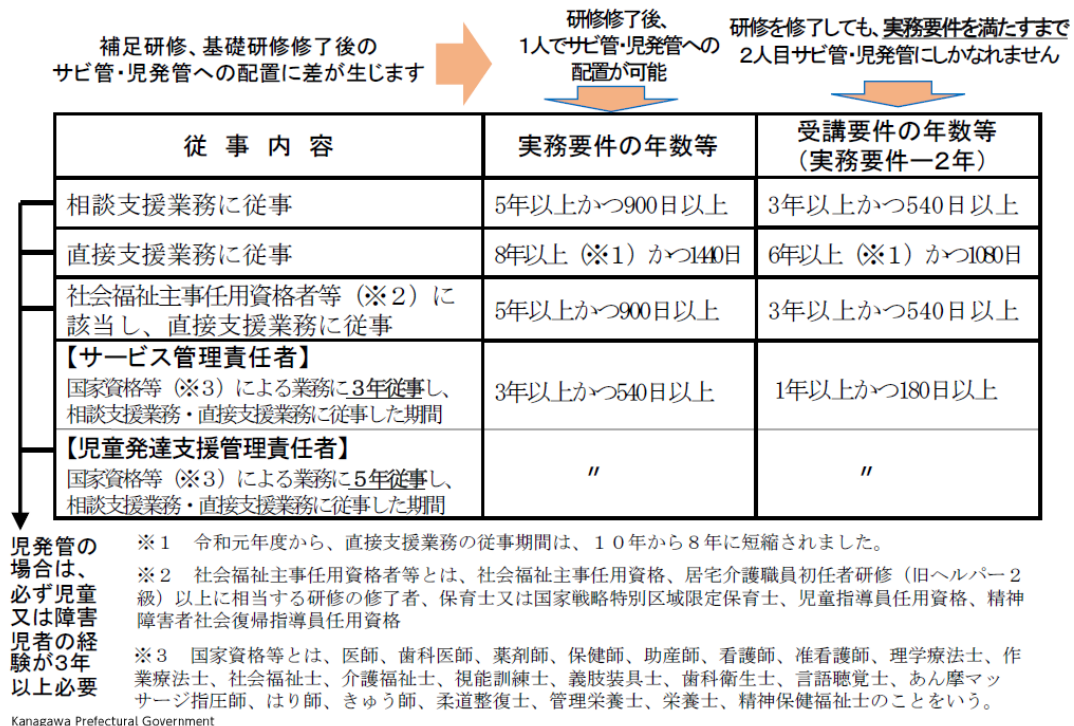 補足研修、基礎研修修了後の
サビ管・児発管への配置に差が生じます
研修修了後、
1人でサビ管・児発管への
配置が可能
研修を修了しても、実務要件を満たすまで
2人目サビ管・児発管にしかなれません
従事内容
実務要件の年数等
受講要件の年数等
（実務要件－2年）
相談支援業務に従事
5年以上かつ900日以上
3年以上かつ540日以上
直接支援業務に従事
8年以上（※1）かつ1440日
6年以上（※1）かつ1080日
社会福祉主事任用資格者等（※2）に
該当し、直接支援業務に従事
5年以上かつ900日以上
3年以上かつ540日以上
【サービス管理責任者】
国家資格等（※3）による業務に３年従事し、
相談支援業務・直接支援業務に従事した期間
3年以上かつ540日以上
1年以上かつ180日以上
【児童発達支援管理責任者】
国家資格等（※3）による業務に５年従事し、
相談支援業務・直接支援業務に従事した期間
〃
〃
児発管の
場合は、
必ず児童
又は障害
児者の経
験が3年
以上必要
※１　令和元年度から、直接支援業務の従事期間は、１０年から８年に短縮されました。
※２　社会福祉主事任用資格者等とは、社会福祉主事任用資格、居宅介護職員初任者研修（旧ヘルパー２
級）以上に相当する研修の修了者、保育士又は国家戦略特別区域限定保育士、児童指導員任用資格、精神
障害者社会復帰指導員任用資格
※３　国家資格等とは、医師、歯科医師、薬剤師、保健師、助産師、看護師、准看護師、理学療法士、作
業療法士、社会福祉士、介護福祉士、視能訓練士、義肢装具士、歯科衛生士、言語聴覚士、あん摩マッ
サージ指圧師、はり師、きゅう師、柔道整復士、管理栄養士、栄養士、精神保健福祉士のことをいう。
Kanagawa Prefectural Government